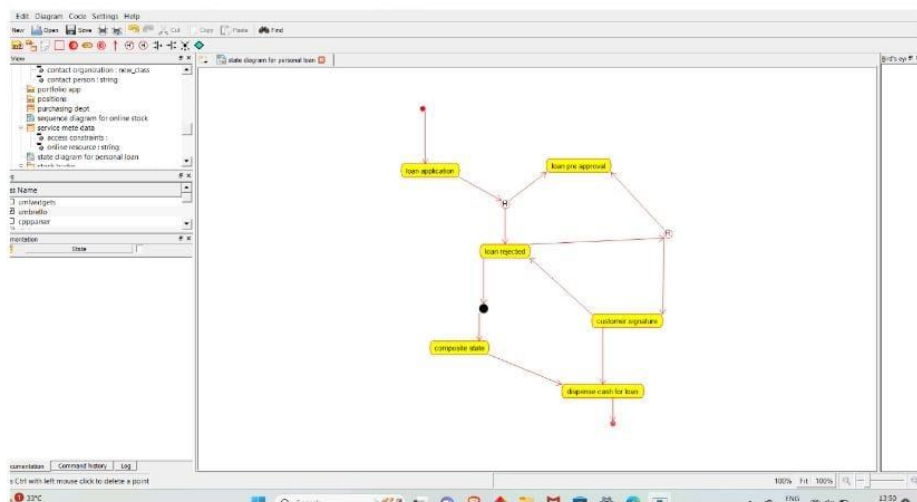 Edit Diagram Code Settings Help
New Open Save Cut Copy Paste Find
state diagram for personal loan
contact organization : new_class
contact person : string
portfolio app
positions
purchasing dept
sequence diagram for online stock
service mete data
access constraints :
online resource : string
state diagram for personal loan
Name
umlwidgets
umbrello
cppparser
State
loan application
loan pre approval
H
H
loan rejected
customer signature
composite state
dispense cash for loan
Command history Log
Ctrl with left mouse click to delete a point
100% Fit 100%
33°C
ENG
13:50